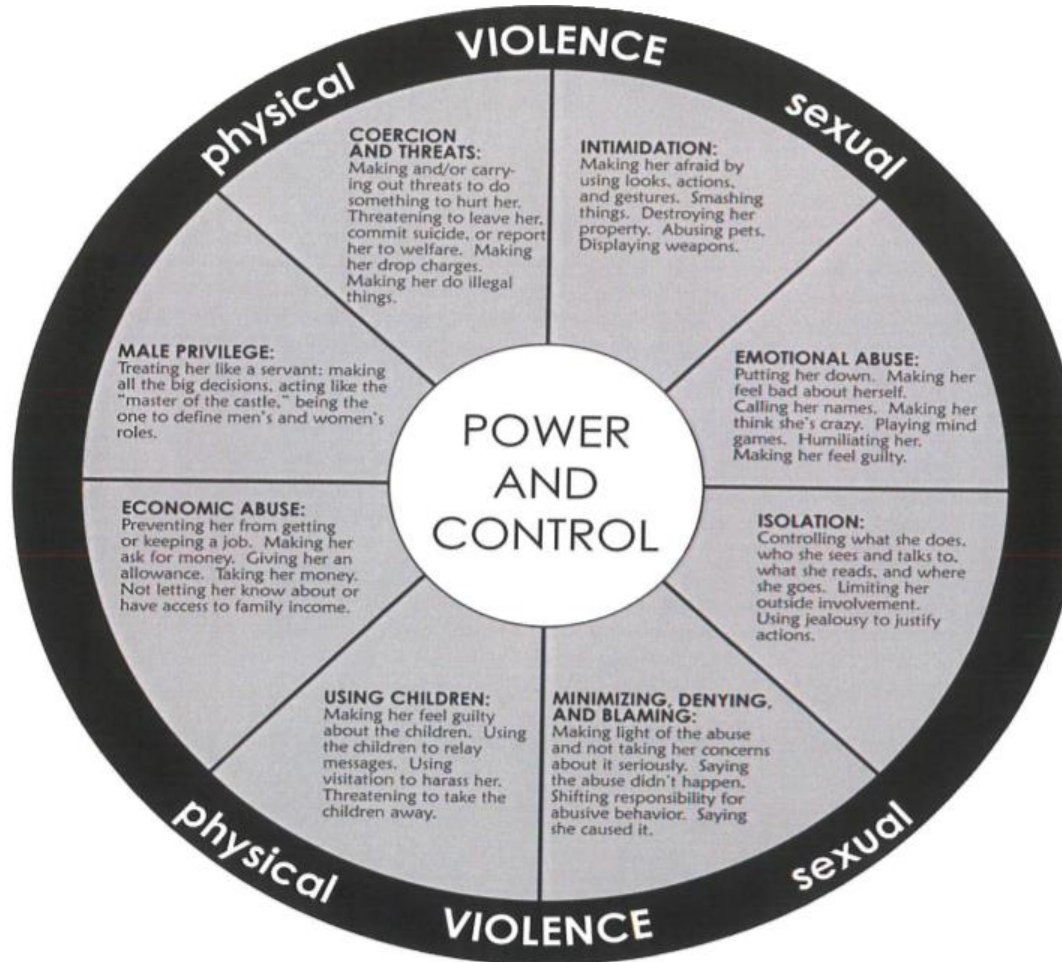 physical VIOLENCE sexual
COERCION
AND THREATS:
Making and/or carry-
ing out threats to do
something to hurt her.
Threatening to leave her,
commit suicide, or report
her to welfare. Making
her drop charges.
Making her do illegal
things.
INTIMIDATION:
Making her afraid by
using looks, actions,
and gestures. Smashing
things. Destroying her
property. Abusing pets.
Displaying weapons.
MALE PRIVILEGE:
Treating her like a servant: making
all the big decisions, acting like the
"master of the castle," being the
one to define men's and women's
roles.
EMOTIONAL ABUSE:
Putting her down. Making her
feel bad about herself.
Calling her names. Making her
think she's crazy. Playing mind
games. Humiliating her.
Making her feel guilty.
POWER
AND
CONTROL
ECONOMIC ABUSE:
Preventing her from getting
or keeping a job. Making her
ask for money. Giving her an
allowance. Taking her money.
Not letting her know about or
have access to family income.
ISOLATION:
Controlling what she does,
who she sees and talks to,
what she reads, and where
she goes. Limiting her
outside involvement.
Using jealousy to justify
actions.
USING CHILDREN:
Making her feel guilty
about the children. Using
the children to relay
messages. Using
visitation to harass her.
Threatening to take the
children away.
MINIMIZING, DENYING,
AND BLAMING:
Making light of the abuse
and not taking her concerns
about it seriously. Saying
the abuse didn't happen.
Shifting responsibility for
abusive behavior. Saying
she caused it.
physical VIOLENCE sexual